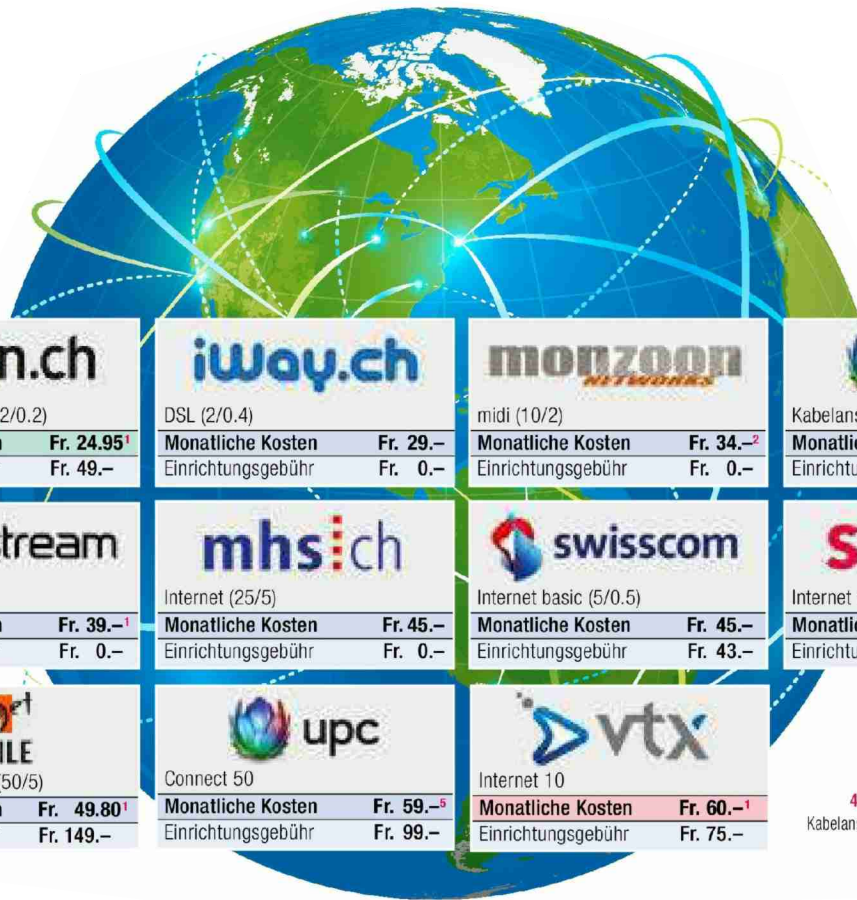 n.ch
2/0.2)
n Fr. 24.95¹
Fr. 49.–
iway.ch
DSL (2/0.4)
Monatliche Kosten Fr. 29.–
Einrichtungsgebühr Fr. 0.–
monzoon
NETWORKS
midi (10/2)
Monatliche Kosten Fr. 34.–²
Einrichtungsgebühr Fr. 0.–
Kabelans
Monatlic
Einrichtu
tream
n Fr. 39.–¹
Fr. 0.–
mhs ch
Internet (25/5)
Monatliche Kosten Fr. 45.–
Einrichtungsgebühr Fr. 0.–
swisscom
Internet basic (5/0.5)
Monatliche Kosten Fr. 45.–
Einrichtungsgebühr Fr. 43.–
S
Internet
Monatlic
Einrichtu
et
ILE
(50/5)
n Fr. 49.80¹
Fr. 149.–
upc
Connect 50
Monatliche Kosten Fr. 59.–⁵
Einrichtungsgebühr Fr. 99.–
vtx
Internet 10
Monatliche Kosten Fr. 60.–¹
Einrichtungsgebühr Fr. 75.–
4
Kabelans